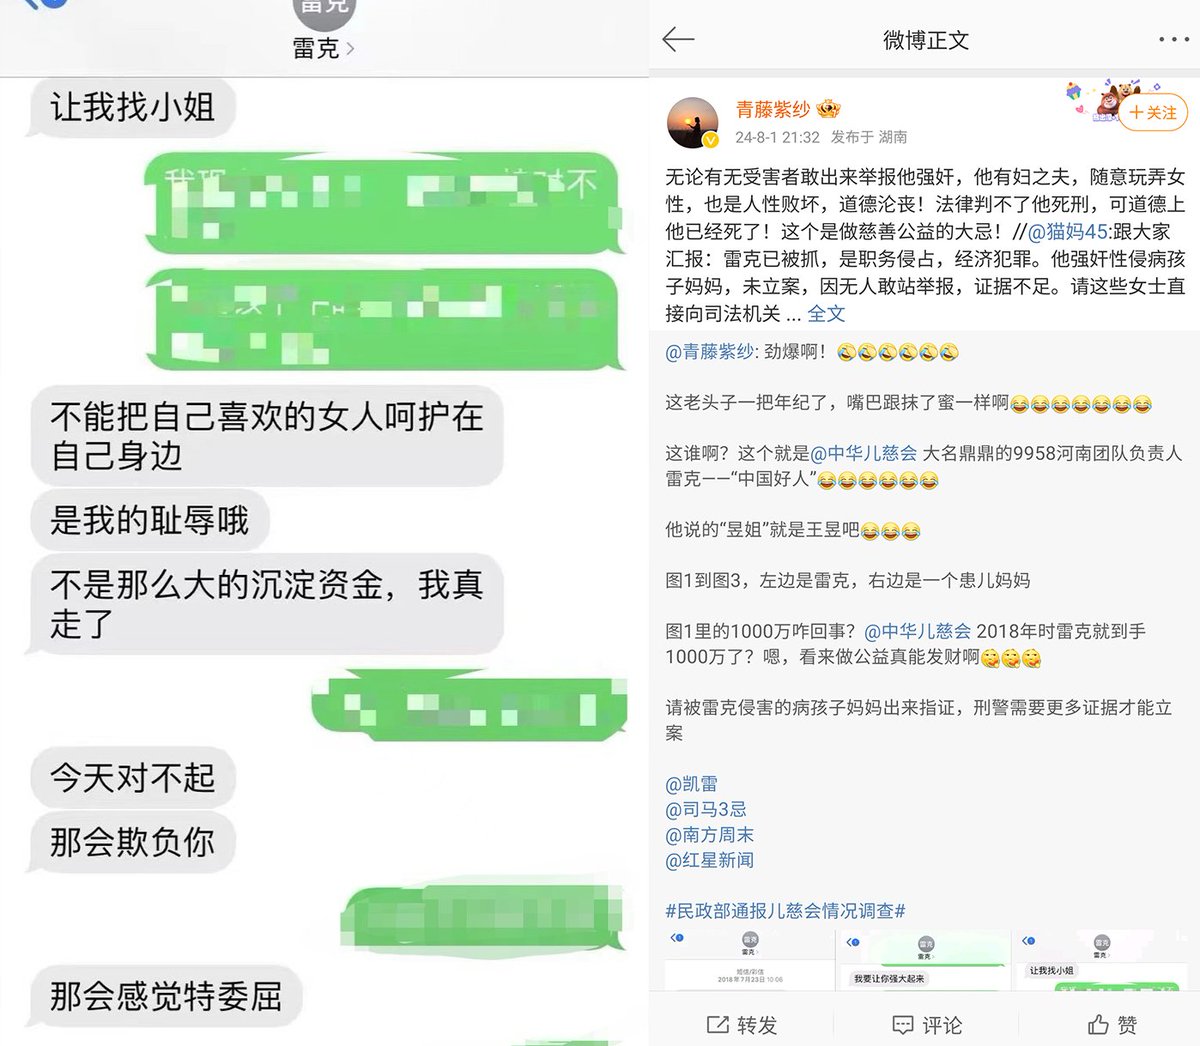 雷克
雷克
让我找小姐
不能把自己喜欢的女人呵护在
自己身边
是我的耻辱哦
不是那么大的沉淀资金，我真
走了
今天对不起
那会欺负你
那会感觉特委屈
微博正文
青藤紫纱
+关注
24-8-1 21:32 发布于 湖南
无论有无受害者敢出来举报他强奸，他有妇之夫，随意玩弄女
性，也是人性败坏，道德沦丧！法律判不了他死刑，可道德上
他已经死了！这个是做慈善公益的大忌！//@猫妈45:跟大家
汇报：雷克已被抓，是职务侵占，经济犯罪。他强奸性侵病孩
子妈妈，未立案，因无人敢站举报，证据不足。请这些女士直
接向司法机关 ... 全文
@青藤紫纱: 劲爆啊！🤣🤣🤣🤣🤣🤣
这老头子一把年纪了，嘴巴跟抹了蜜一样啊😂😂😂😂😂😂😂
这谁啊？这个就是@中华儿慈会 大名鼎鼎的9958河南团队负责人
雷克——“中国好人”😂😂😂😂😂😂
他说的“昱姐”就是王昱吧😂😂😂
图1到图3，左边是雷克，右边是一个患儿妈妈
图1里的1000万咋回事？@中华儿慈会 2018年时雷克就到手
1000万了？嗯，看来做公益真能发财啊🤔🤔🤔
请被雷克侵害的病孩子妈妈出来指证，刑警需要更多证据才能立
案
@凯雷
@司马3忌
@南方周末
@红星新闻
#民政部通报儿慈会情况调查#
雷克
雷克
短信/彩信
2018年7月23日 10:06
雷克
雷克
我要让你强大起来
雷克
雷克
让我找小姐
转发
评论
赞